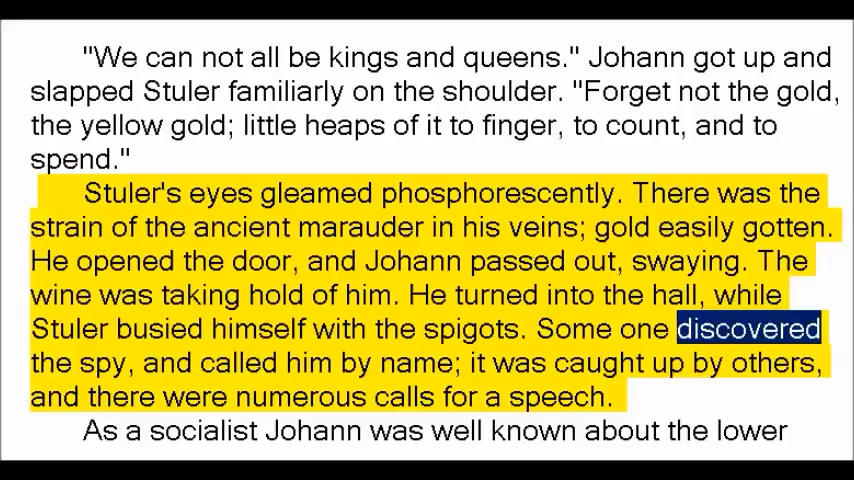 "We can not all be kings and queens." Johann got up and
slapped Stuler familiarly on the shoulder. "Forget not the gold,
the yellow gold; little heaps of it to finger, to count, and to
spend."
Stuler's eyes gleamed phosphorescently. There was the
strain of the ancient marauder in his veins; gold easily gotten.
He opened the door, and Johann passed out, swaying. The
wine was taking hold of him. He turned into the hall, while
Stuler busied himself with the spigots. Some one discovered
the spy, and called him by name; it was caught up by others,
and there were numerous calls for a speech.
As a socialist Johann was well known about the lower